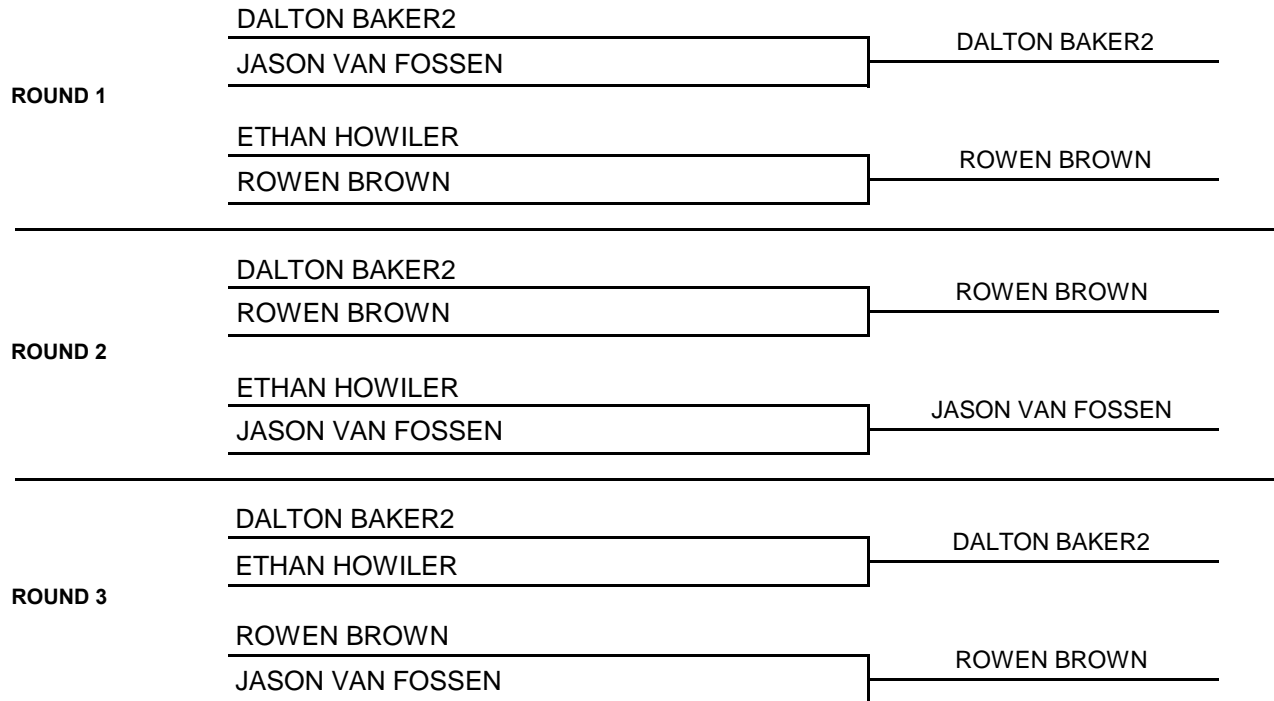 DALTON BAKER2
DALTON BAKER2
JASON VAN FOSSEN
ROUND 1
ETHAN HOWILER
ROWEN BROWN
ROWEN BROWN
DALTON BAKER2
ROWEN BROWN
ROWEN BROWN
ROUND 2
ETHAN HOWILER
JASON VAN FOSSEN
JASON VAN FOSSEN
DALTON BAKER2
DALTON BAKER2
ETHAN HOWILER
ROUND 3
ROWEN BROWN
ROWEN BROWN
JASON VAN FOSSEN